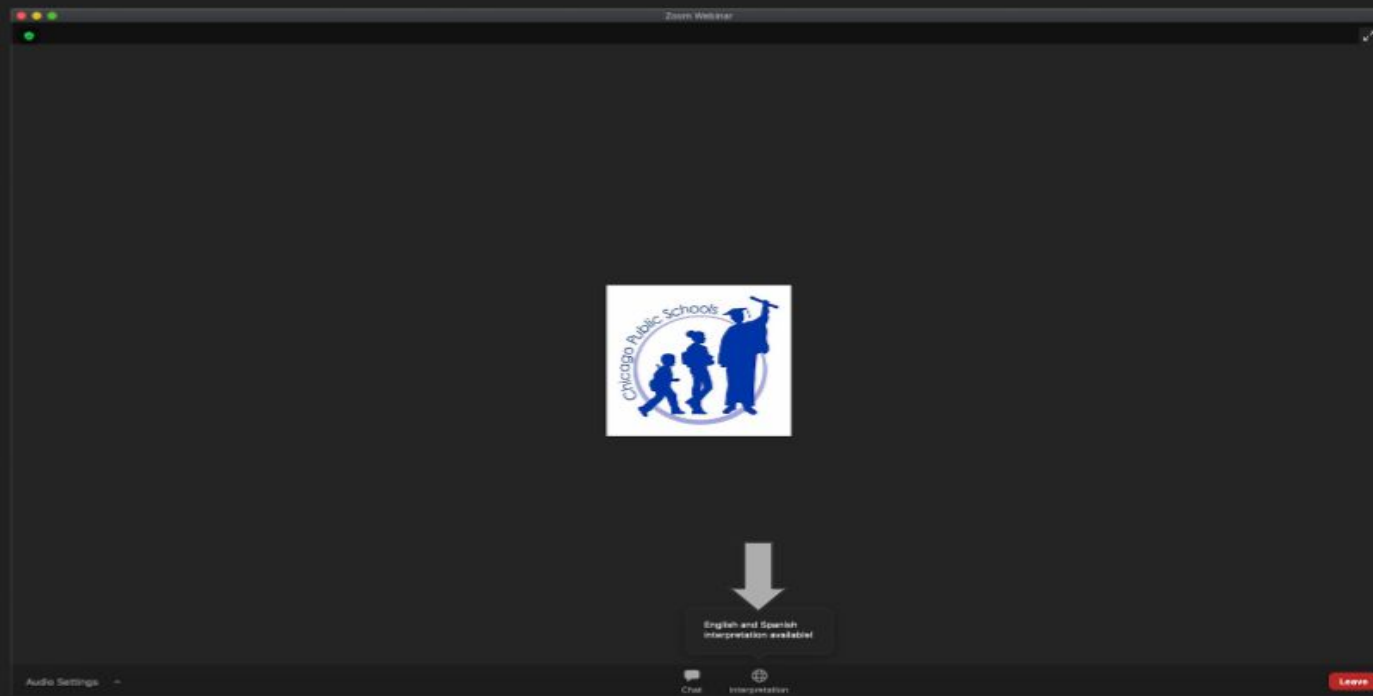 Zoom Webinar
Chicago Public Schools
English and Spanish
interpretation available!
Audio Settings
Chat
Interpretation
Leave